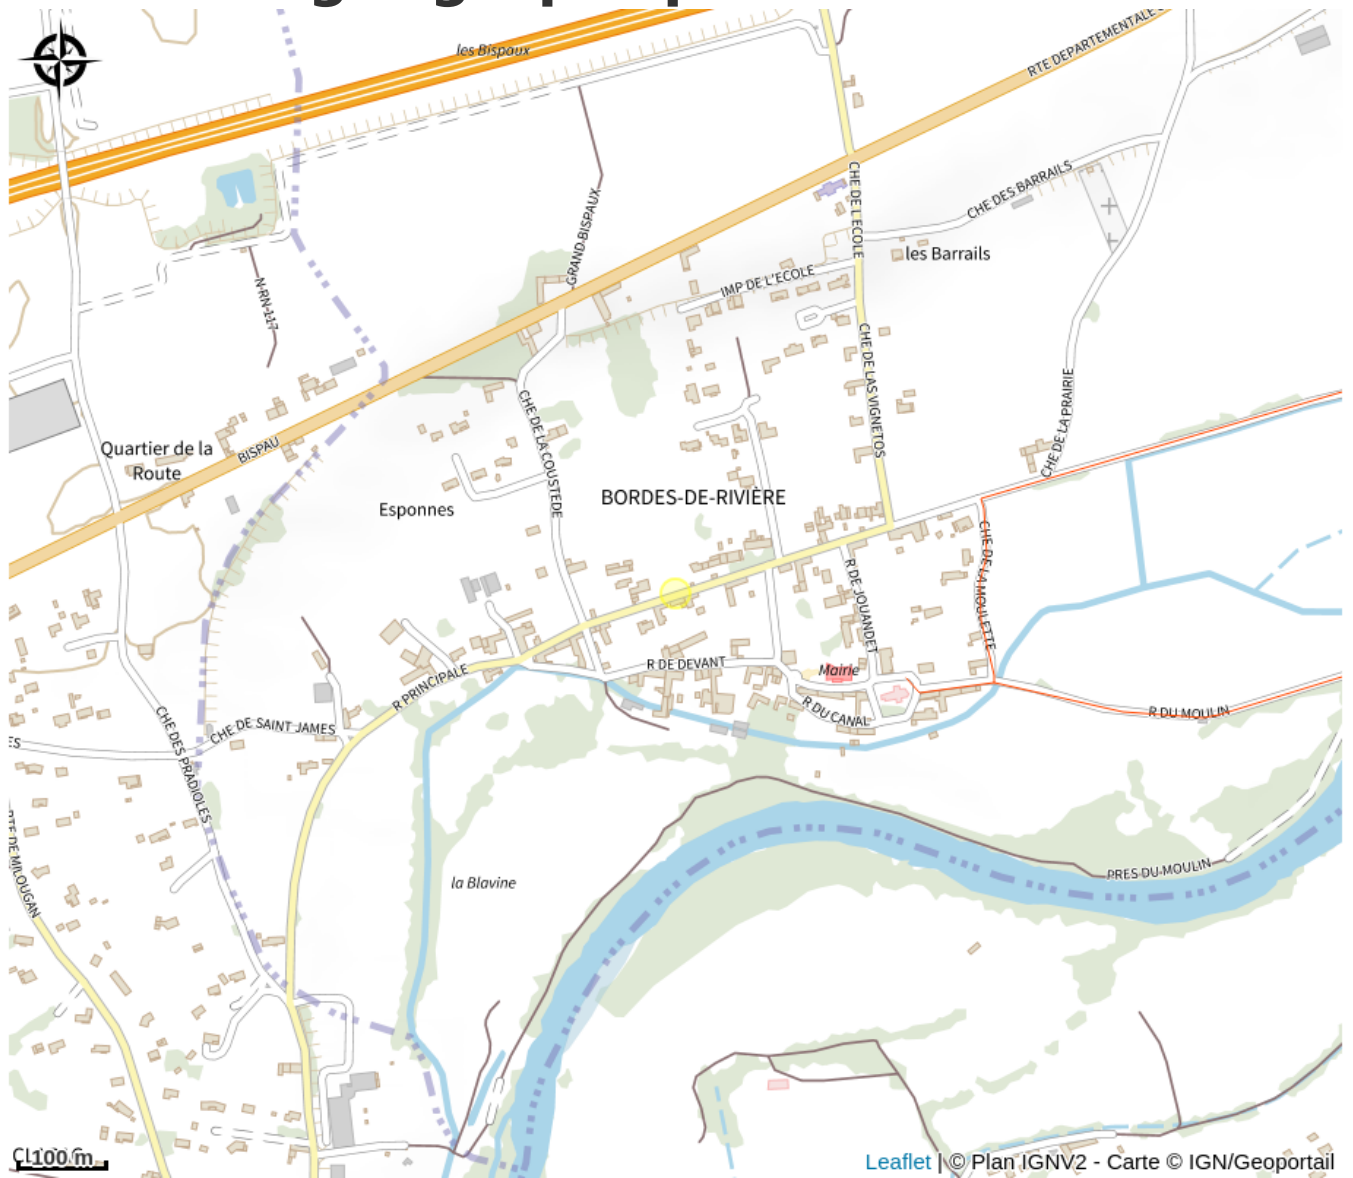 les Bispaux
RTE DEPARTEMENTALE
CHE DE L'ECOLE
CHE DES BARRAILS
GRAND-BISPAUX
les Barrails
IMP DE L'ECOLE
N-RN-117
CHE DE LAS VIGNETOS
CHE DE LA PRAIRIE
CHE DE LA COUSTEDE
Quartier de la
Route
BISPAU
Esponnes
BORDES-DE-RIVIÈRE
CHE DE LA MOULETTE
R DE JOUANDET
R DE DEVANT
Mairie
R PRINCIPALE
R DU CANAL
R DU MOULIN
CHE DE SAINT JAMES
CHE DES PRADIOLES
ES
RTE DE MILOUGAN
la Blavine
PRES DU MOULIN
100 m
Leaflet | © Plan IGNV2 - Carte © IGN/Geoportail